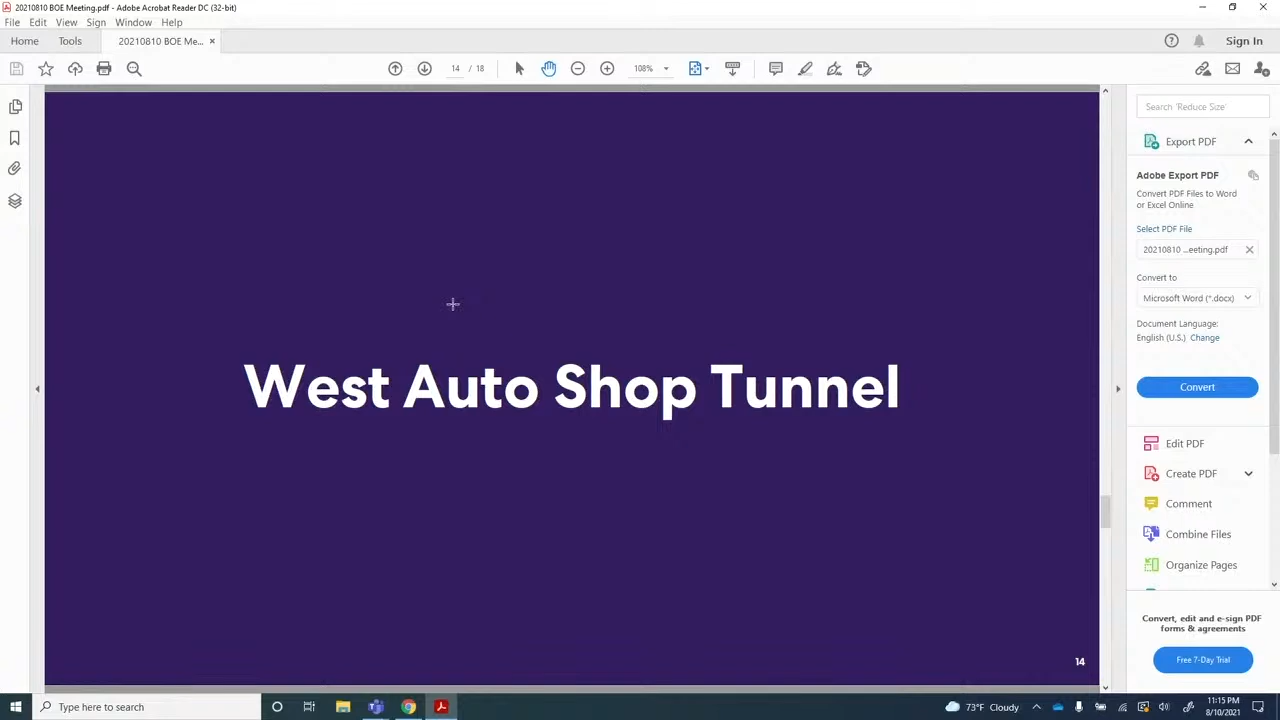 20210810 BOE Meeting.pdf - Adobe Acrobat Reader DC (32-bit)
File Edit View Sign Window Help
Home Tools 20210810 BOE Me... × Sign In
14 / 18 108%
Search 'Reduce Size'
Export PDF
Adobe Export PDF
Convert PDF Files to Word
or Excel Online
Select PDF File
20210810 ...eeting.pdf
Convert to
Microsoft Word (*.docx)
Document Language:
English (U.S.) Change
Convert
Edit PDF
Create PDF
Comment
Combine Files
Organize Pages
Convert, edit and e-sign PDF
forms & agreements
Free 7-Day Trial
West Auto Shop Tunnel
14
Type here to search
73°F Cloudy
11:15 PM
8/10/2021